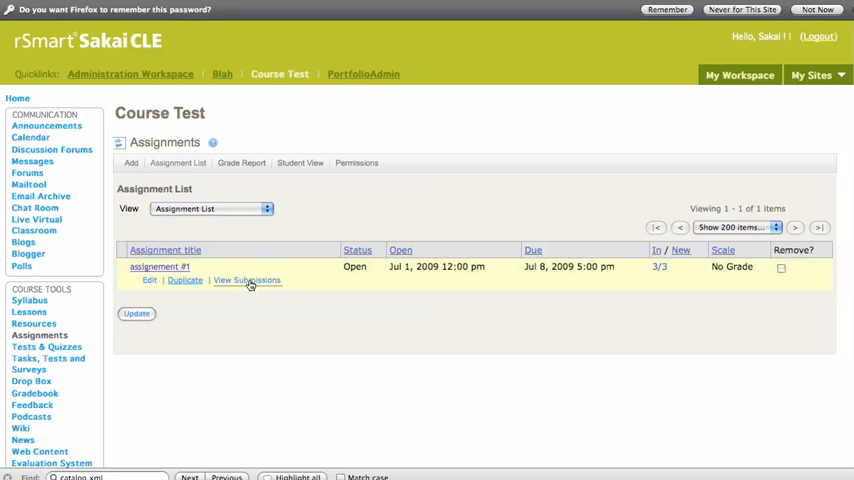 Do you want Firefox to remember this password? Remember Never for This Site Not Now
rSmart Sakai CLE
Hello, Sakai ! ! (Logout)
Quicklinks: Administration Workspace | Blah | Course Test | PortfolioAdmin
My Workspace My Sites
Home
COMMUNICATION
Announcements
Calendar
Discussion Forums
Messages
Forums
Mailtool
Email Archive
Chat Room
Live Virtual
Classroom
Blogs
Blogger
Polls
COURSE TOOLS
Syllabus
Lessons
Resources
Assignments
Tests & Quizzes
Tasks, Tests and
Surveys
Drop Box
Gradebook
Feedback
Podcasts
Wiki
News
Web Content
Evaluation System
Course Test
Assignments ?
Add Assignment List Grade Report Student View Permissions
Assignment List
View Assignment List
Viewing 1 - 1 of 1 items
|< < Show 200 items... > >|
Assignment title Status Open Due In / New Scale Remove?
assignement #1 Open Jul 1, 2009 12:00 pm Jul 8, 2009 5:00 pm 3/3 No Grade
Edit | Duplicate | View Submissions
Update
Find: catalog.xml Next Previous Highlight all Match case